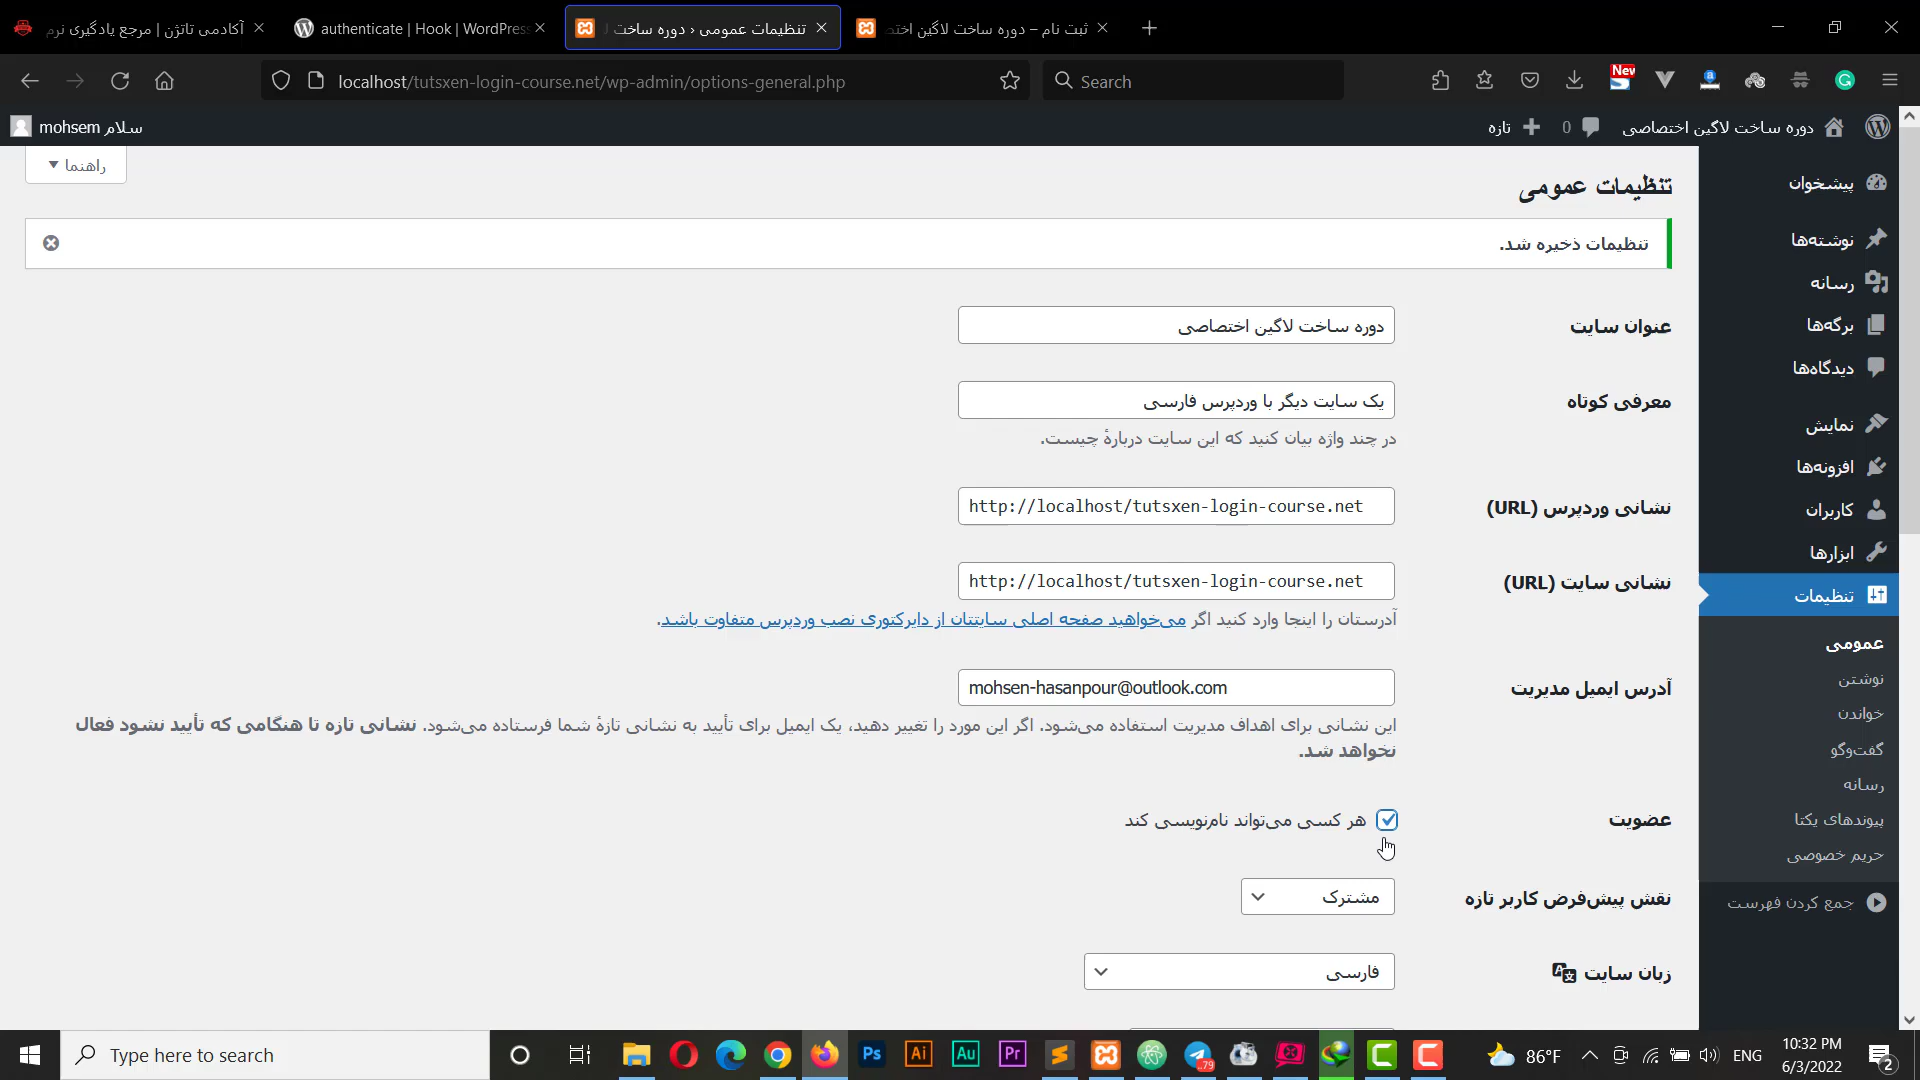 آکادمی تاتژن | مرجع یادگیری نرم
authenticate | Hook | WordPress
تنظیمات عمومی ‹ دوره ساخت ل
ثبت نام – دوره ساخت لاگین اختص
localhost/tutsxen-login-course.net/wp-admin/options-general.php
Search
New
دوره ساخت لاگین اختصاصی
0
تازه
سلام mohsem
راهنما
پیشخوان
نوشته‌ها
رسانه
برگه‌ها
دیدگاه‌ها
نمایش
افزونه‌ها
کاربران
ابزارها
تنظیمات
عمومی
نوشتن
خواندن
گفت‌وگو
رسانه
پیوندهای یکتا
حریم خصوصی
جمع کردن فهرست
تنظیمات عمومی
تنظیمات ذخیره شد.
عنوان سایت
دوره ساخت لاگین اختصاصی
معرفی کوتاه
یک سایت دیگر با وردپرس فارسی
در چند واژه بیان کنید که این سایت دربارهٔ چیست.
نشانی وردپرس (URL)
http://localhost/tutsxen-login-course.net
نشانی سایت (URL)
http://localhost/tutsxen-login-course.net
آدرستان را اینجا وارد کنید اگر می‌خواهید صفحه اصلی سایتتان از دایرکتوری نصب وردپرس متفاوت باشد.
آدرس ایمیل مدیریت
mohsen-hasanpour@outlook.com
این نشانی برای اهداف مدیریت استفاده می‌شود. اگر این مورد را تغییر دهید، یک ایمیل برای تأیید به نشانی تازهٔ شما فرستاده می‌شود. نشانی تازه تا هنگامی که تأیید نشود فعال
نخواهد شد.
عضویت
هر کسی می‌تواند نام‌نویسی کند
نقش پیش‌فرض کاربر تازه
مشترک
زبان سایت
فارسی
Type here to search
Ps
Ai
Au
Pr
79
86°F
ENG
10:32 PM
6/3/2022
2